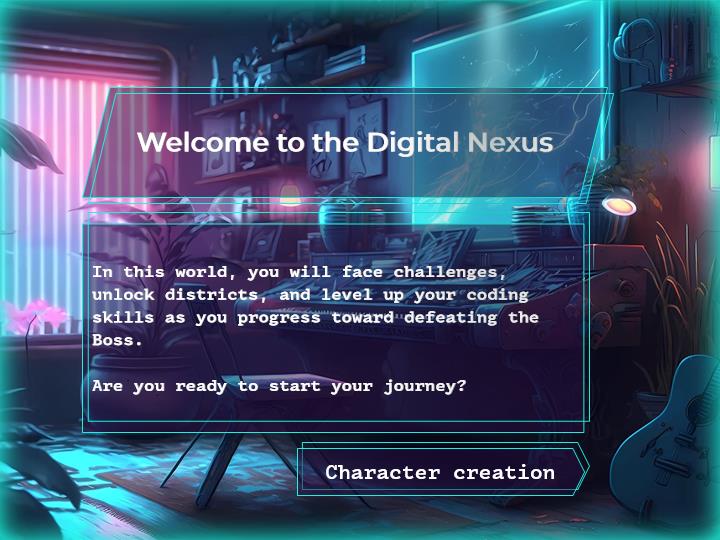 Welcome to the Digital Nexus
In this world, you will face challenges,
unlock districts, and level up your coding
skills as you progress toward defeating the
Boss.
Are you ready to start your journey?
Character creation